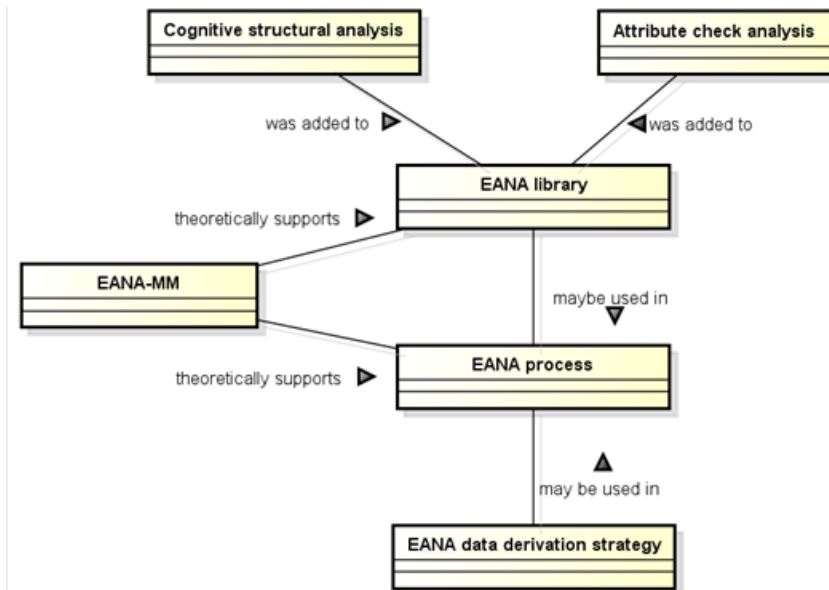 Cognitive structural analysis
Attribute check analysis
was added to
was added to
EANA library
theoretically supports
EANA-MM
maybe used in
EANA process
theoretically supports
may be used in
EANA data derivation strategy